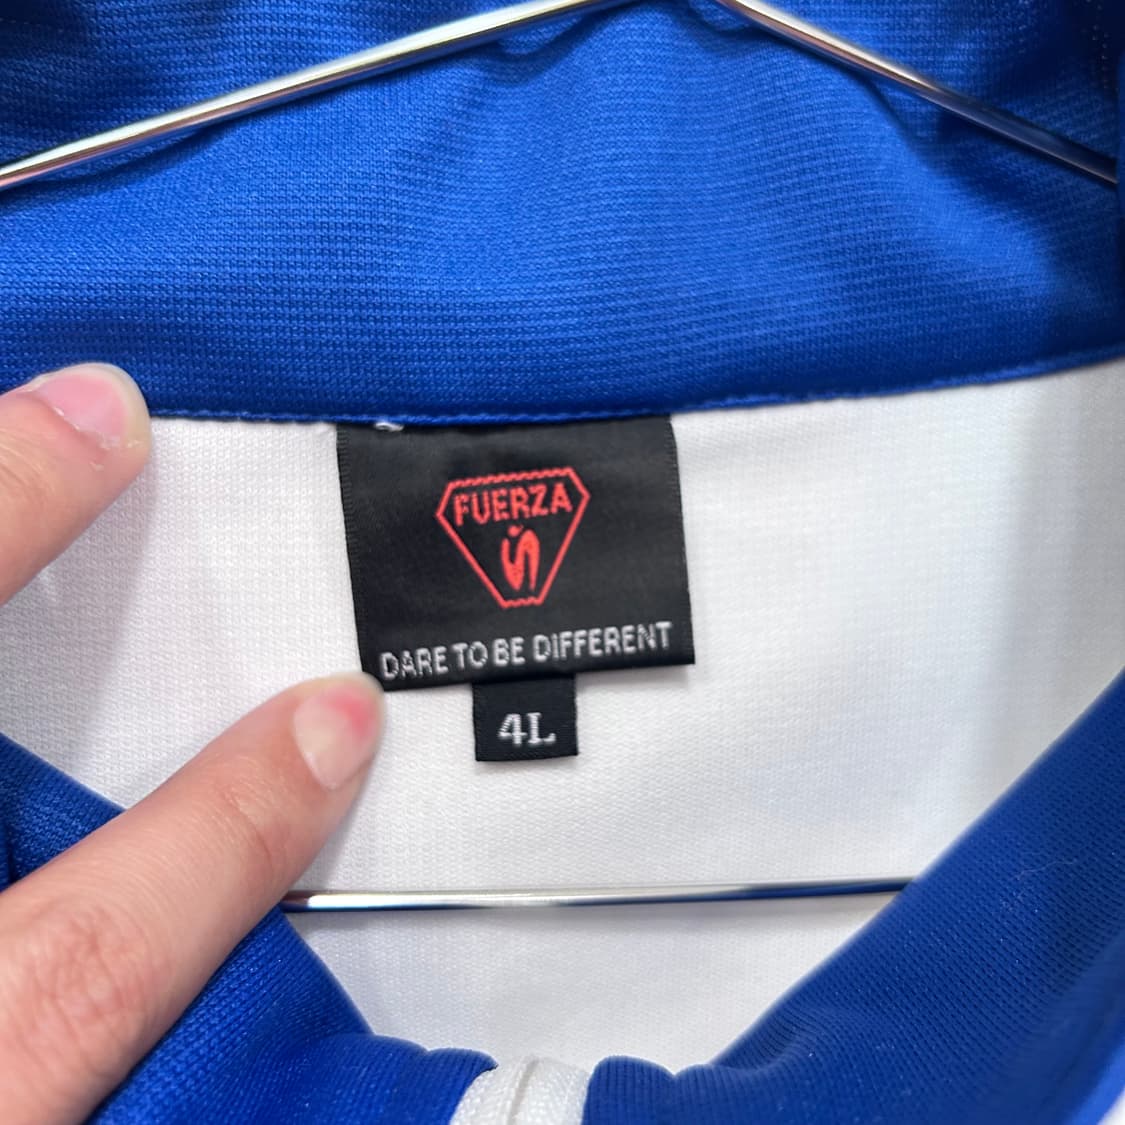 FUERZA
Š
DARE TO BE DIFFERENT
4L